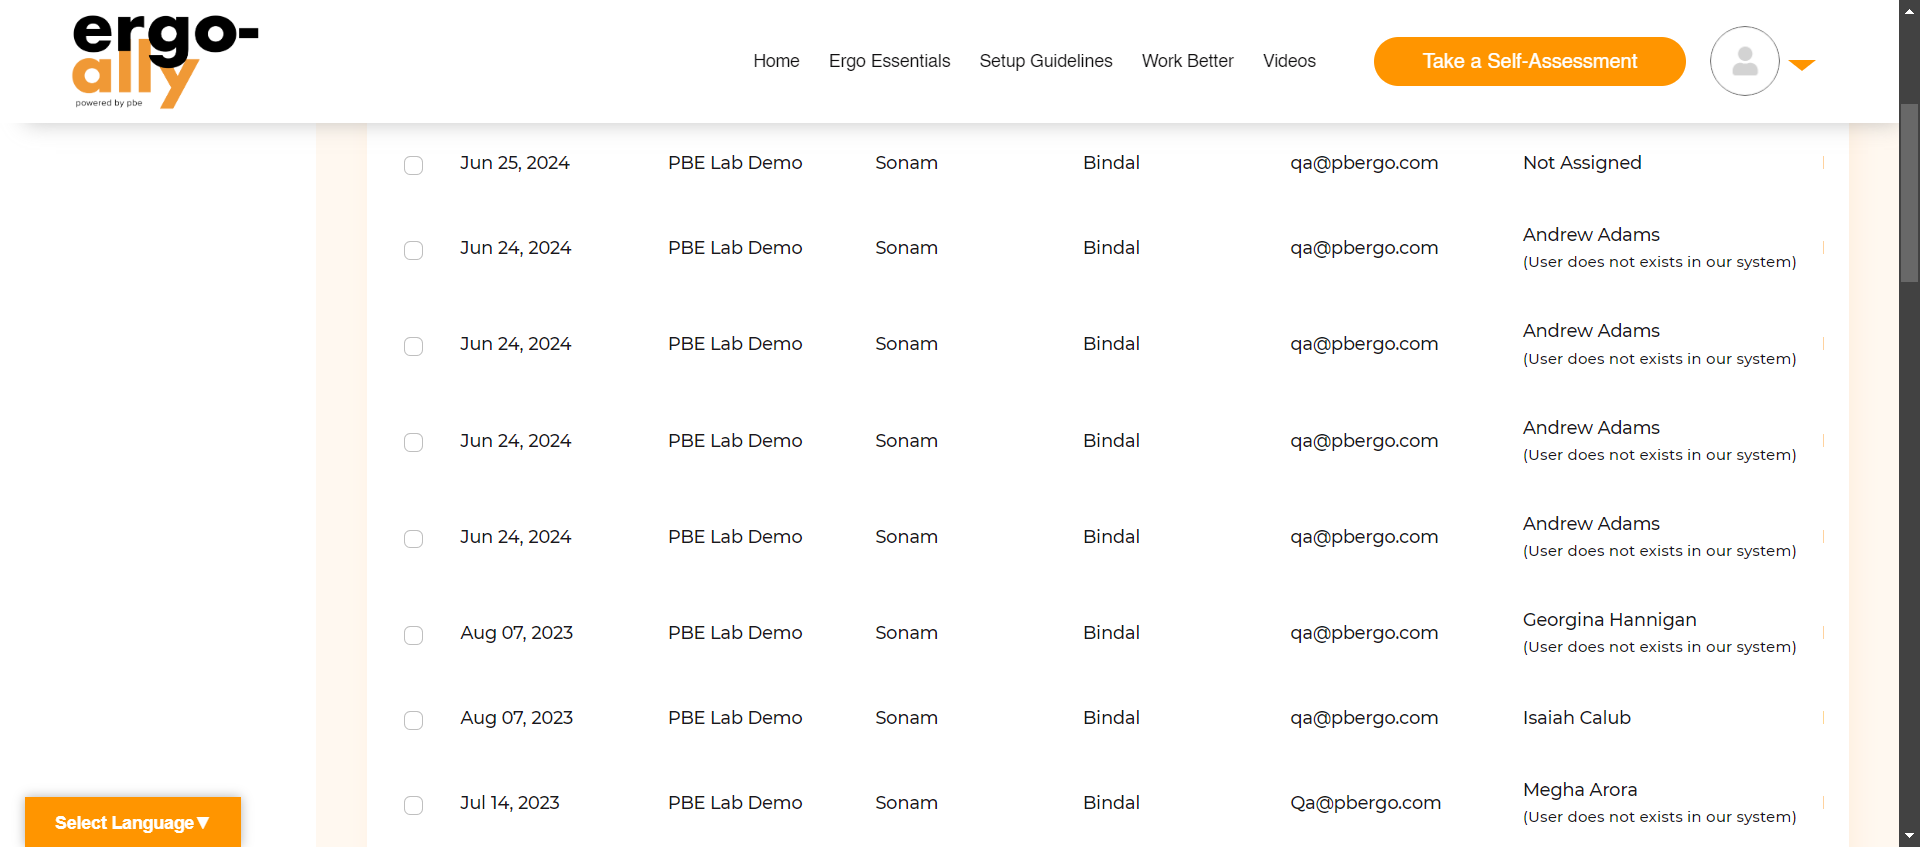 ergo-
ally
powered by pbe
Home Ergo Essentials Setup Guidelines Work Better Videos Take a Self-Assessment
Jun 25, 2024 PBE Lab Demo Sonam Bindal qa@pbergo.com Not Assigned
Jun 24, 2024 PBE Lab Demo Sonam Bindal qa@pbergo.com Andrew Adams
(User does not exists in our system)
Jun 24, 2024 PBE Lab Demo Sonam Bindal qa@pbergo.com Andrew Adams
(User does not exists in our system)
Jun 24, 2024 PBE Lab Demo Sonam Bindal qa@pbergo.com Andrew Adams
(User does not exists in our system)
Jun 24, 2024 PBE Lab Demo Sonam Bindal qa@pbergo.com Andrew Adams
(User does not exists in our system)
Aug 07, 2023 PBE Lab Demo Sonam Bindal qa@pbergo.com Georgina Hannigan
(User does not exists in our system)
Aug 07, 2023 PBE Lab Demo Sonam Bindal qa@pbergo.com Isaiah Calub
Jul 14, 2023 PBE Lab Demo Sonam Bindal Qa@pbergo.com Megha Arora
(User does not exists in our system)
Select Language▼